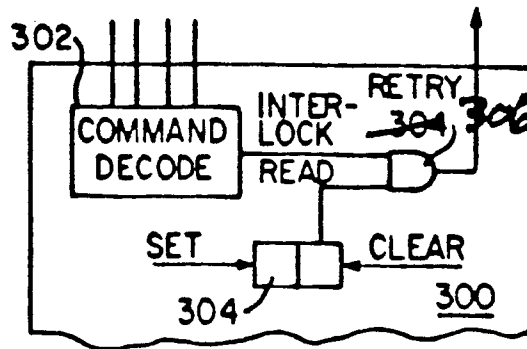 302
RETRY
304 306
INTER-
LOCK
READ
COMMAND
DECODE
SET
CLEAR
304
300